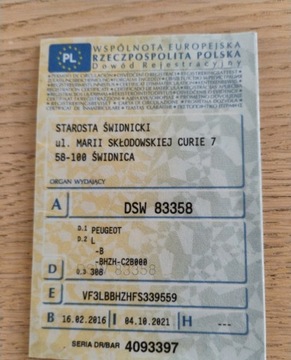 PL
WSPÓLNOTA EUROPEJSKA
RZECZPOSPOLITA POLSKA
Dowód Rejestracyjny
STAROSTA ŚWIDNICKI
ul. MARII SKŁODOWSKIEJ CURIE 7
58-100 ŚWIDNICA
ORGAN WYDAJĄCY
A DSW 83358
D.1 PEUGEOT
D.2 L
-B
-BHZH-C2B000
D D.3 308 83358
E VF3LBBHZHFS339559
B 16.02.2016 I 04.10.2021 H ---
SERIA DR/BAR 4093397